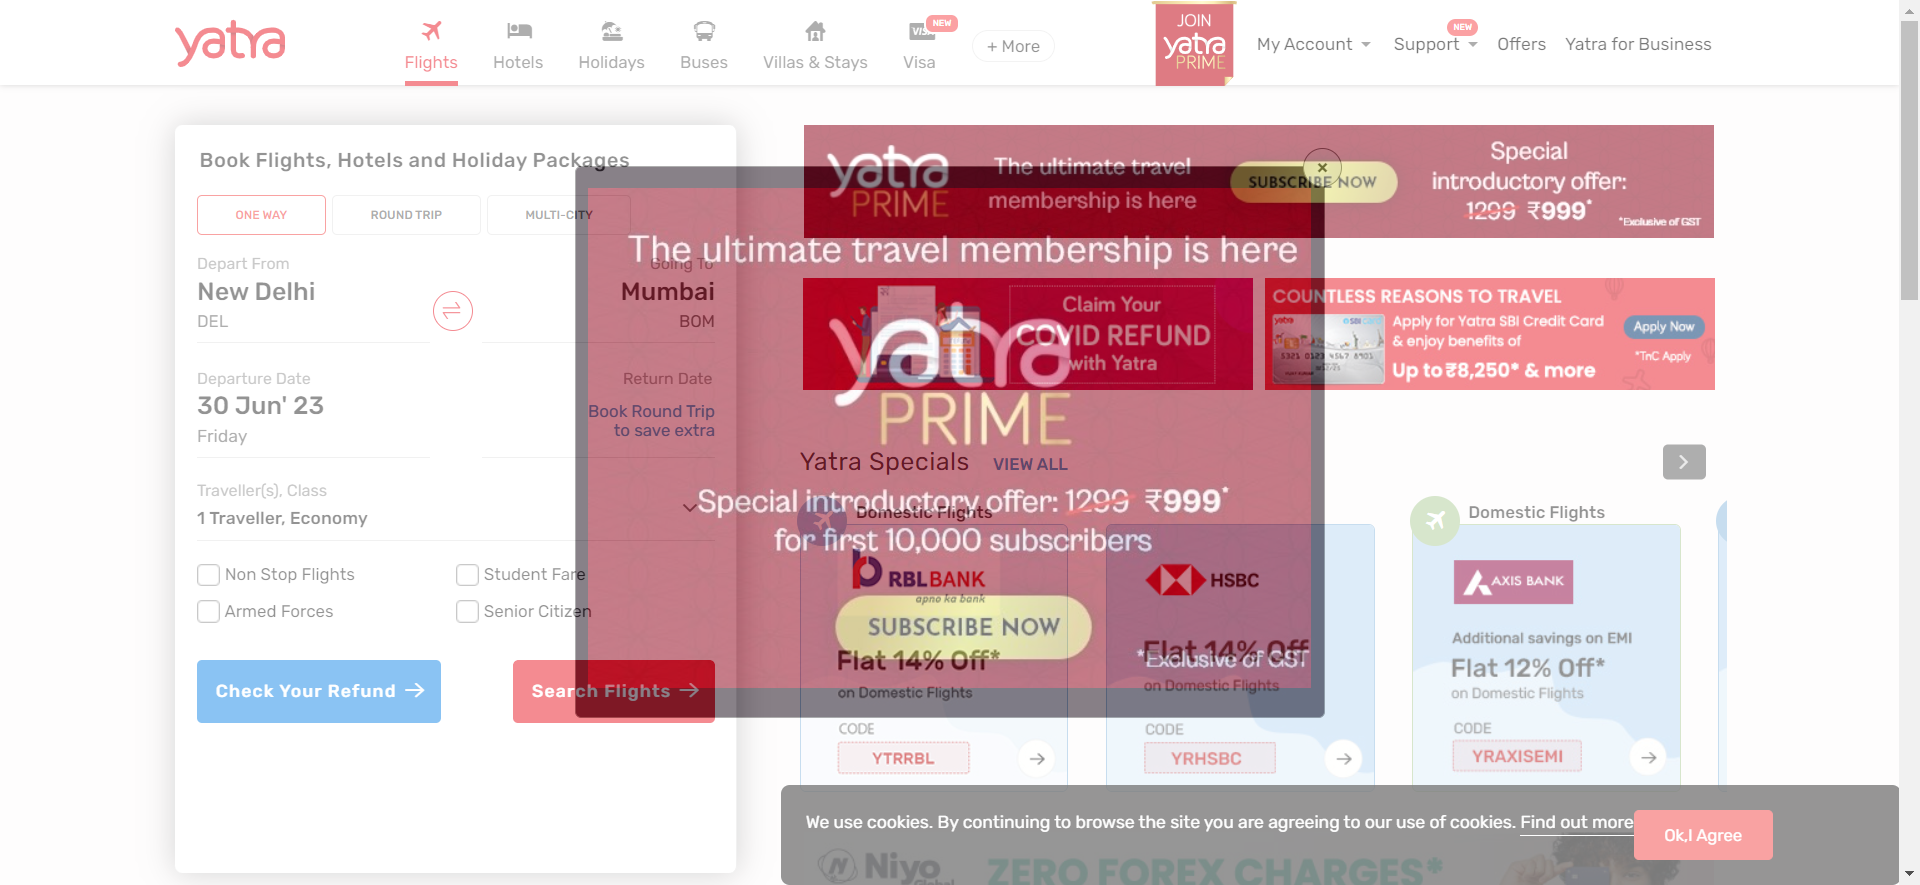 yatra
Flights
Hotels
Holidays
Buses
Villas & Stays
VISA
NEW
Visa
+ More
JOIN
yatra
PRIME
My Account
NEW
Support
Offers
Yatra for Business
Book Flights, Hotels and Holiday Packages
ONE WAY
ROUND TRIP
MULTI-CITY
Depart From
New Delhi
DEL
Going To
Mumbai
BOM
Departure Date
30 Jun' 23
Friday
Return Date
Book Round Trip
to save extra
Traveller(s), Class
1 Traveller, Economy
Non Stop Flights
Student Fare
Armed Forces
Senior Citizen
Check Your Refund
Search Flights
yatra
PRIME
The ultimate travel
membership is here
SUBSCRIBE NOW
Special
introductory offer:
1299 ₹999*
*Exclusive of GST
×
The ultimate travel membership is here
yatra
PRIME
Special introductory offer: 1299 ₹999*
for first 10,000 subscribers
SUBSCRIBE NOW
*Exclusive of GST
Claim Your
COVID REFUND
with Yatra
COUNTLESS REASONS TO TRAVEL
yatra
SBI card
5321 0123 4567 8901
Apply for Yatra SBI Credit Card
& enjoy benefits of
Up to ₹8,250* & more
Apply Now
*TnC Apply
Yatra Specials
VIEW ALL
Domestic Flights
RBLBANK
apno ka bank
Flat 14% Off*
on Domestic Flights
CODE
YTRRBL
HSBC
Flat 14% Off
on Domestic Flights
CODE
YRHSBC
Domestic Flights
AXIS BANK
Additional savings on EMI
Flat 12% Off*
on Domestic Flights
CODE
YRAXISEMI
We use cookies. By continuing to browse the site you are agreeing to our use of cookies. Find out more
Ok,I Agree
Niyo
Global
ZERO FOREX CHARGES*